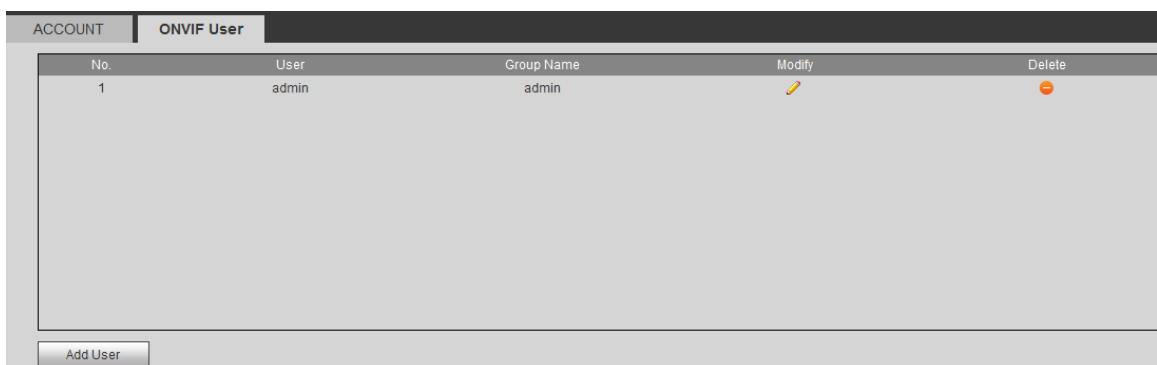 ACCOUNT ONVIF User
No. User Group Name Modify Delete
1 admin admin
Add User